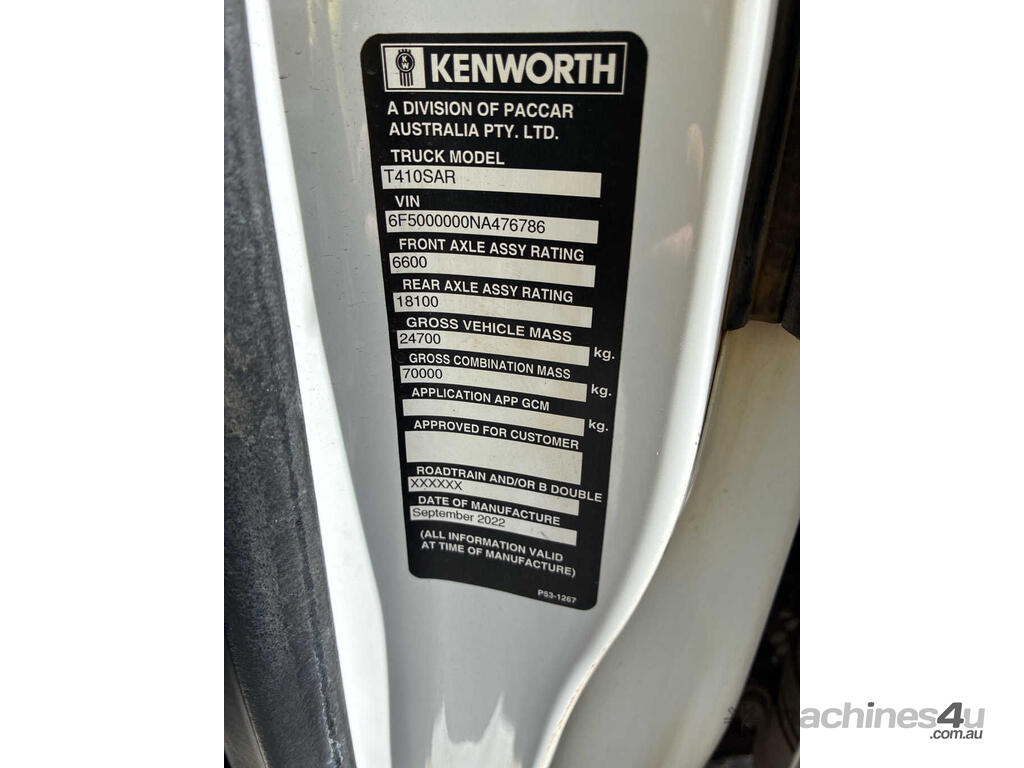 KENWORTH
A DIVISION OF PACCAR
AUSTRALIA PTY. LTD.
TRUCK MODEL
T410SAR
VIN
6F5000000NA476786
FRONT AXLE ASSY RATING
6600
REAR AXLE ASSY RATING
18100
GROSS VEHICLE MASS
24700 kg.
GROSS COMBINATION MASS
70000 kg.
APPLICATION APP GCM
kg.
APPROVED FOR CUSTOMER
ROADTRAIN AND/OR B DOUBLE
XXXXXX
DATE OF MANUFACTURE
September 2022
(ALL INFORMATION VALID
AT TIME OF MANUFACTURE)
P53-1267
machines4u
.com.au